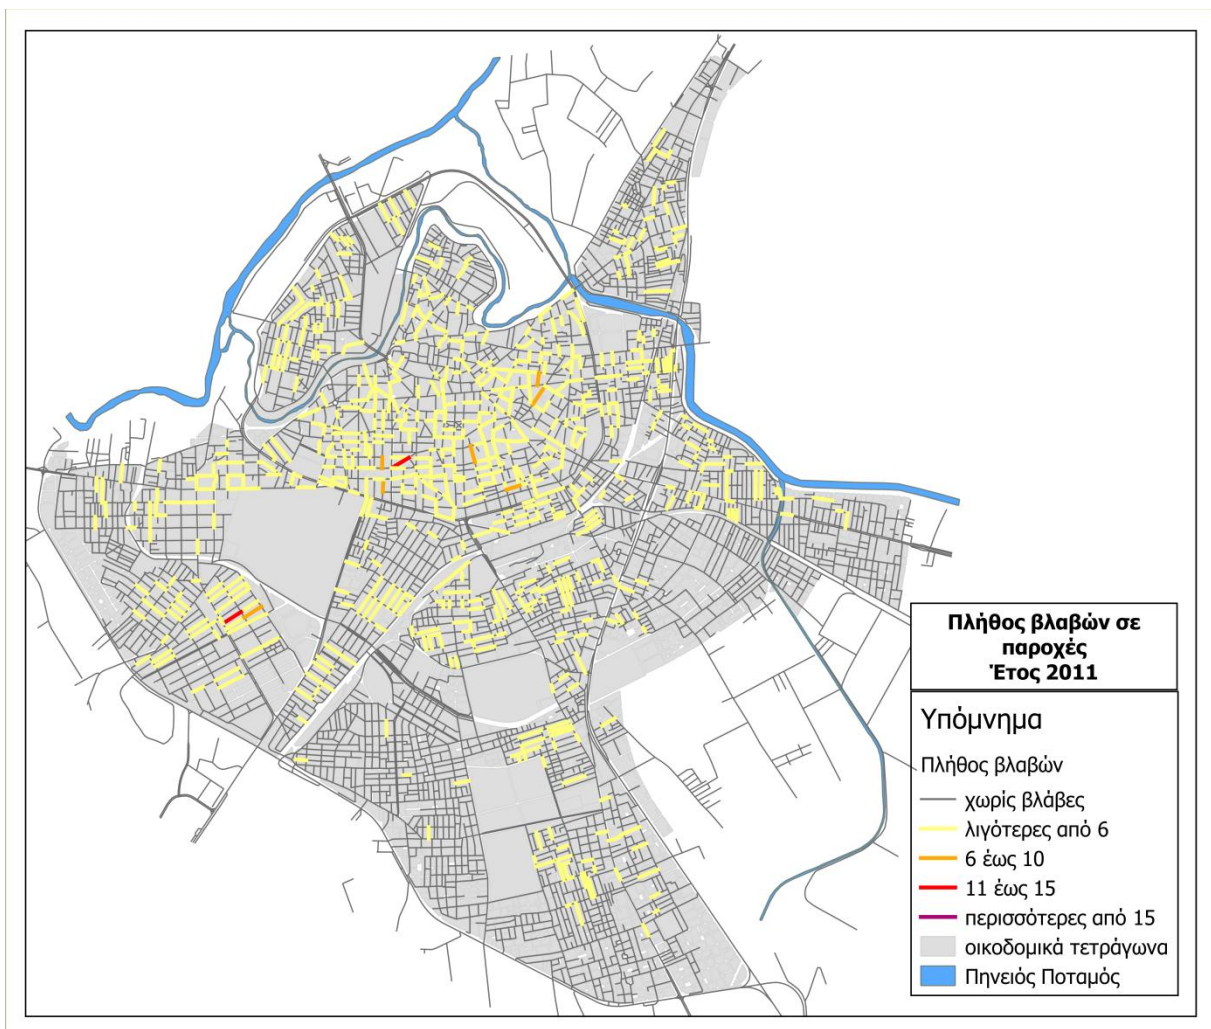 Πλήθος βλαβών σε
παροχές
Έτος 2011
Υπόμνημα
Πλήθος βλαβών
χωρίς βλάβες
λιγότερες από 6
6 έως 10
11 έως 15
περισσότερες από 15
οικοδομικά τετράγωνα
Πηνειός Ποταμός